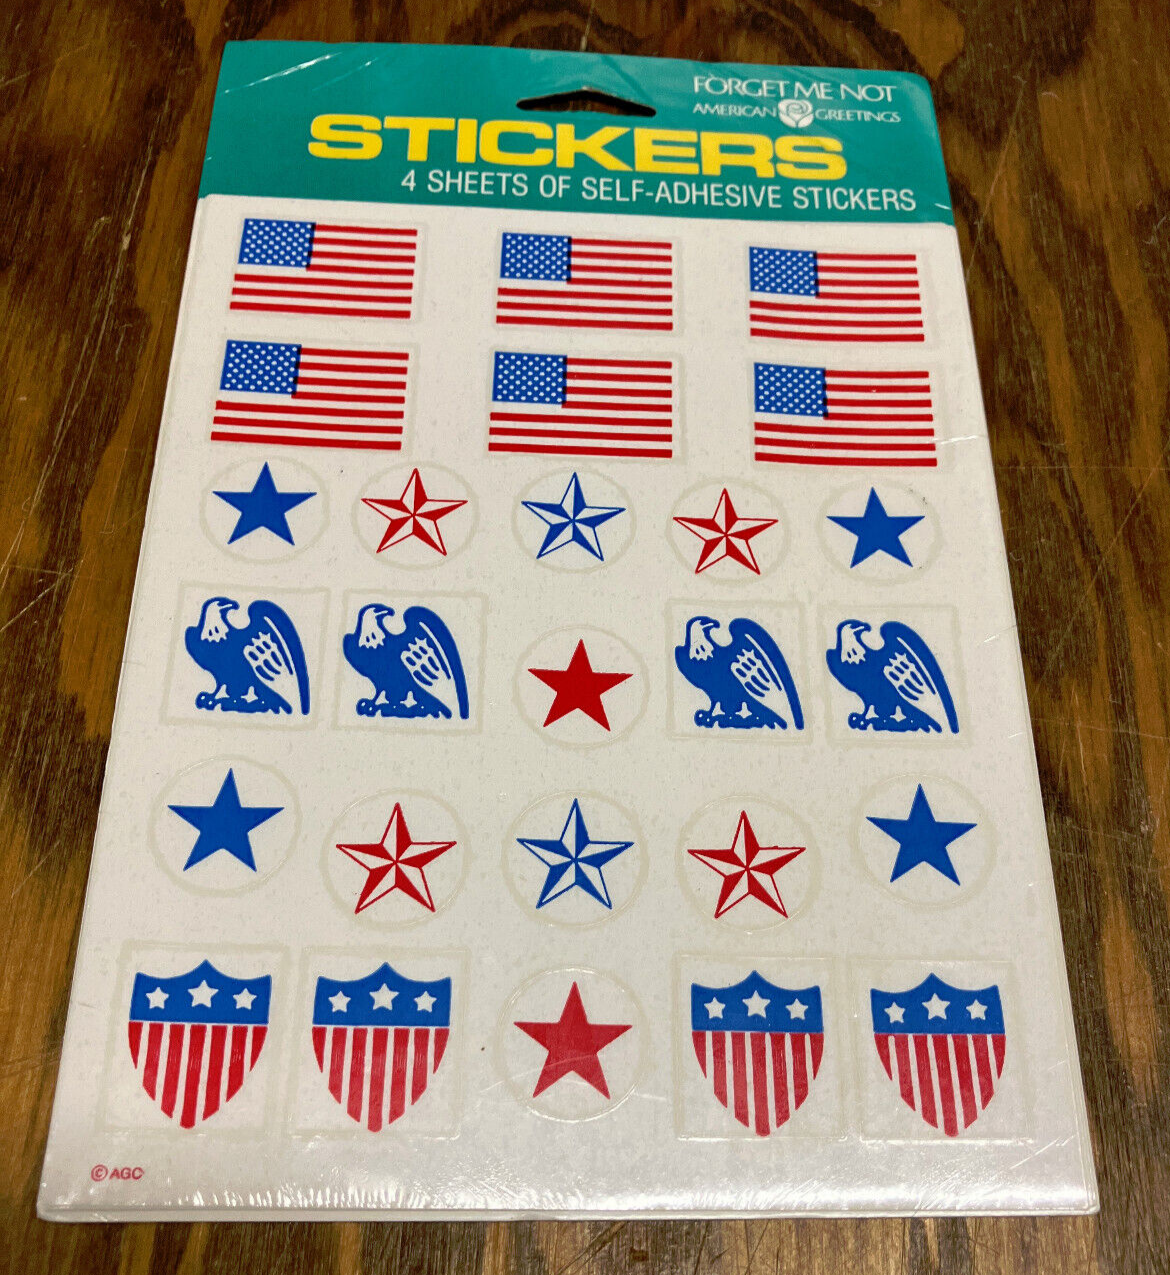 FORGET ME NOT
AMERICAN GREETINGS
STICKERS
4 SHEETS OF SELF-ADHESIVE STICKERS
© AGC